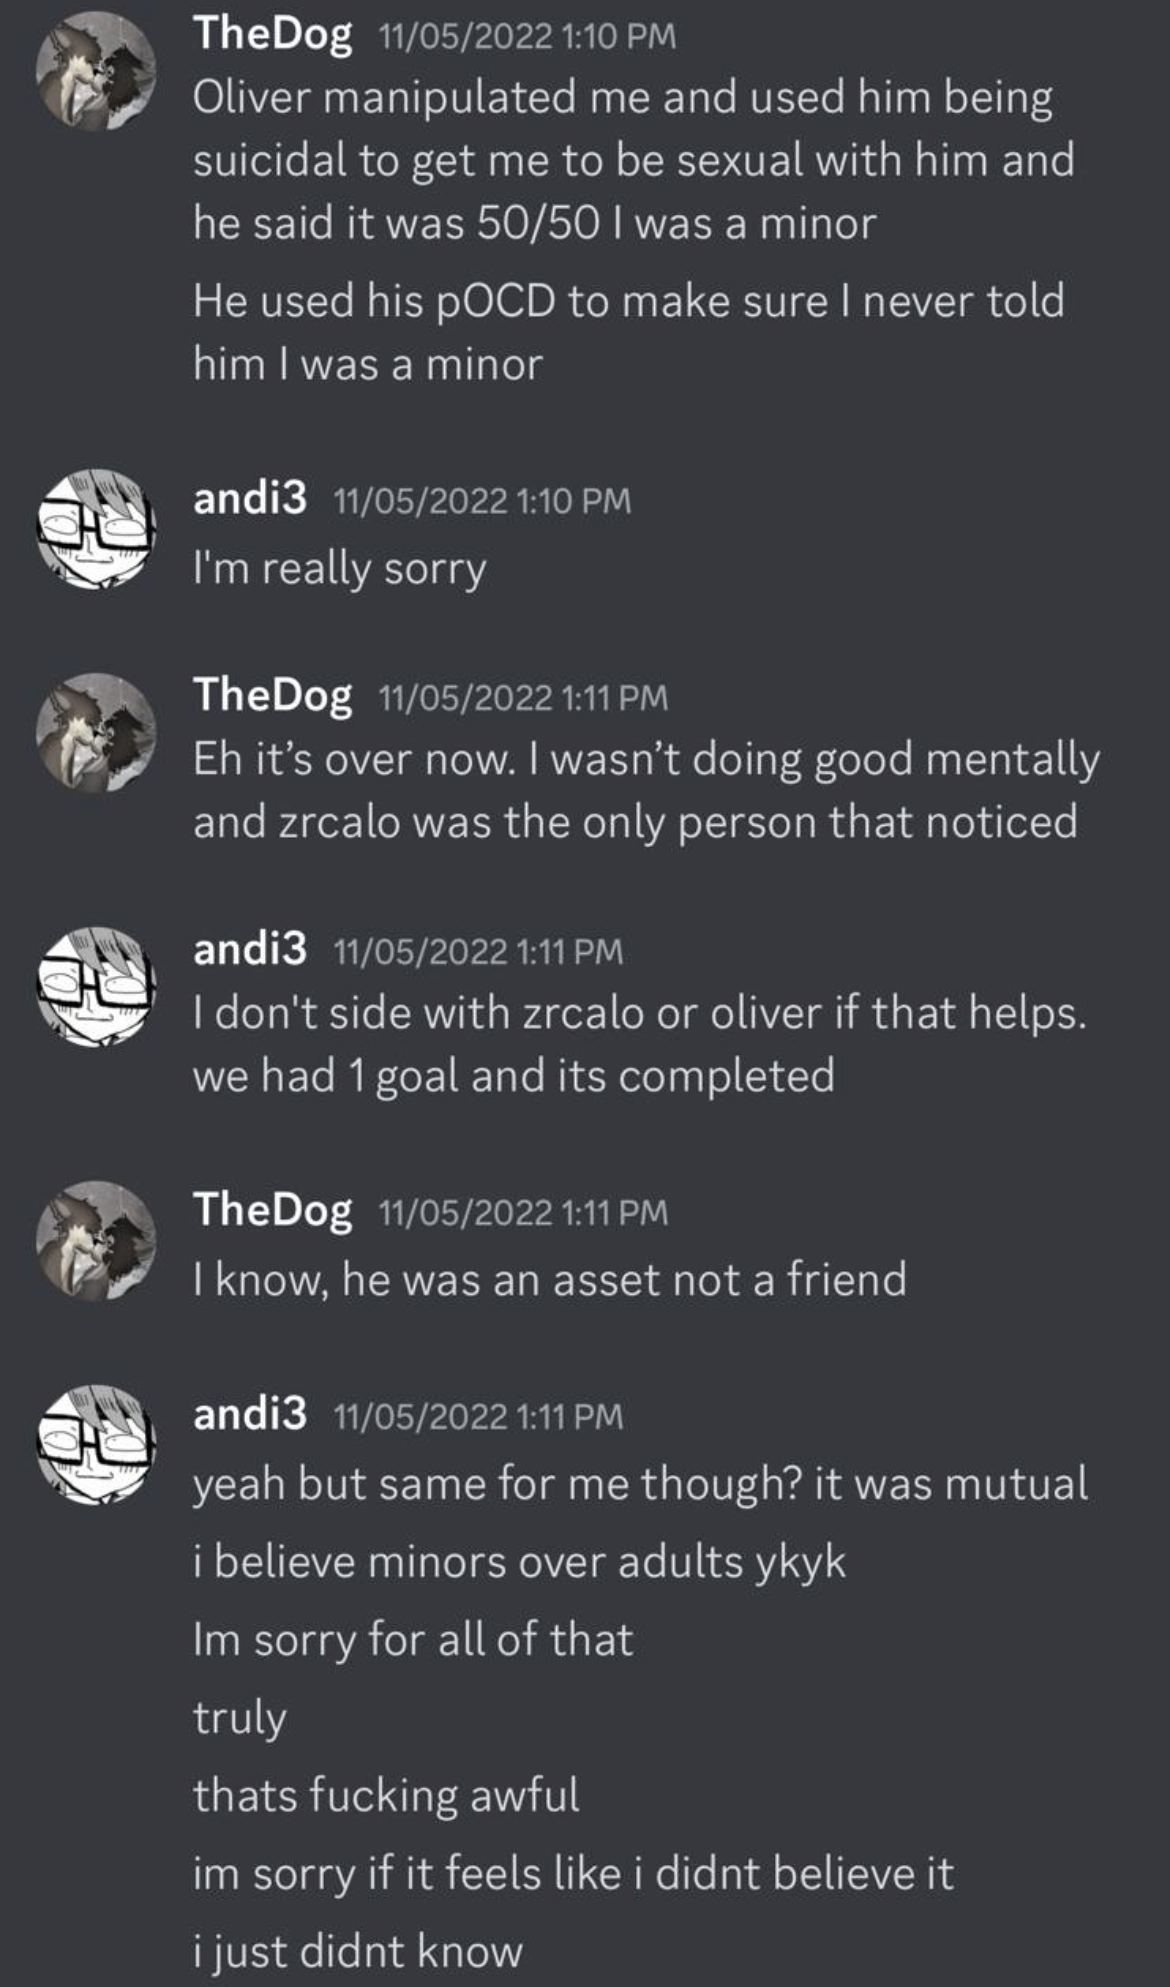 TheDog 11/05/2022 1:10 PM
Oliver manipulated me and used him being
suicidal to get me to be sexual with him and
he said it was 50/50 I was a minor
He used his pOCD to make sure I never told
him I was a minor
andi3 11/05/2022 1:10 PM
I'm really sorry
TheDog 11/05/2022 1:11 PM
Eh it’s over now. I wasn’t doing good mentally
and zrcalo was the only person that noticed
andi3 11/05/2022 1:11 PM
I don't side with zrcalo or oliver if that helps.
we had 1 goal and its completed
TheDog 11/05/2022 1:11 PM
I know, he was an asset not a friend
andi3 11/05/2022 1:11 PM
yeah but same for me though? it was mutual
i believe minors over adults ykyk
Im sorry for all of that
truly
thats fucking awful
im sorry if it feels like i didnt believe it
i just didnt know